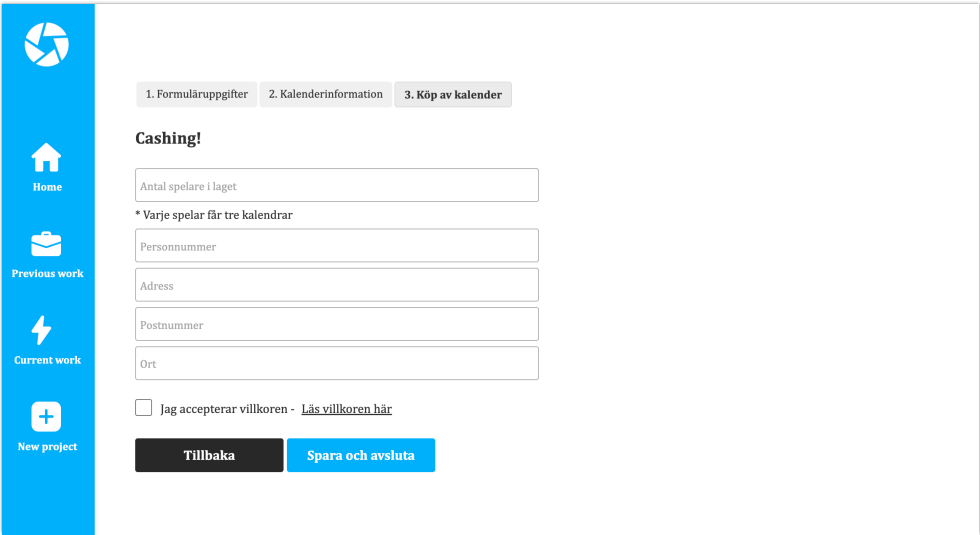 Home
Previous work
Current work
New project
1. Formuläruppgifter 2. Kalenderinformation 3. Köp av kalender
Cashing!
Antal spelare i laget
* Varje spelar får tre kalendrar
Personnummer
Adress
Postnummer
Ort
Jag accepterar villkoren - Läs villkoren här
Tillbaka Spara och avsluta